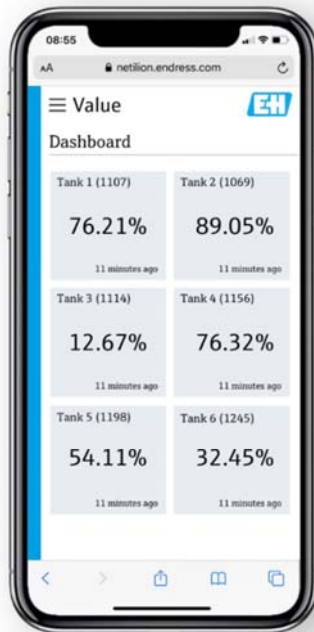 08:55
AA netilion.endress.com
Value EH
Dashboard
Tank 1 (1107)
76.21%
11 minutes ago
Tank 2 (1069)
89.05%
11 minutes ago
Tank 3 (1114)
12.67%
11 minutes ago
Tank 4 (1156)
76.32%
11 minutes ago
Tank 5 (1198)
54.11%
11 minutes ago
Tank 6 (1245)
32.45%
11 minutes ago